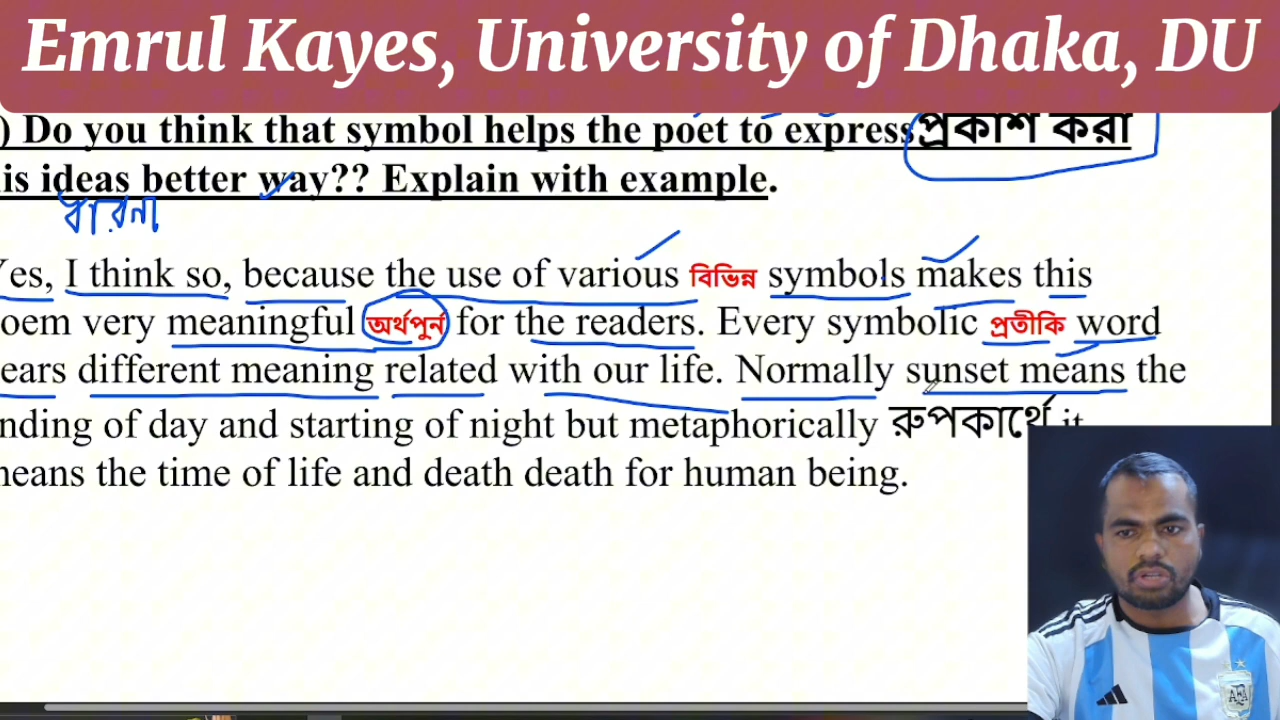 Emrul Kayes, University of Dhaka, DU
) Do you think that symbol helps the poet to express প্রকাশ করা
is ideas better way?? Explain with example.
ধারনা
Yes, I think so, because the use of various বিভিন্ন symbols makes this
oem very meaningful অর্থপুর্ন for the readers. Every symbolic প্রতীকি word
ears different meaning related with our life. Normally sunset means the
nding of day and starting of night but metaphorically রুপকার্থে it
means the time of life and death death for human being.